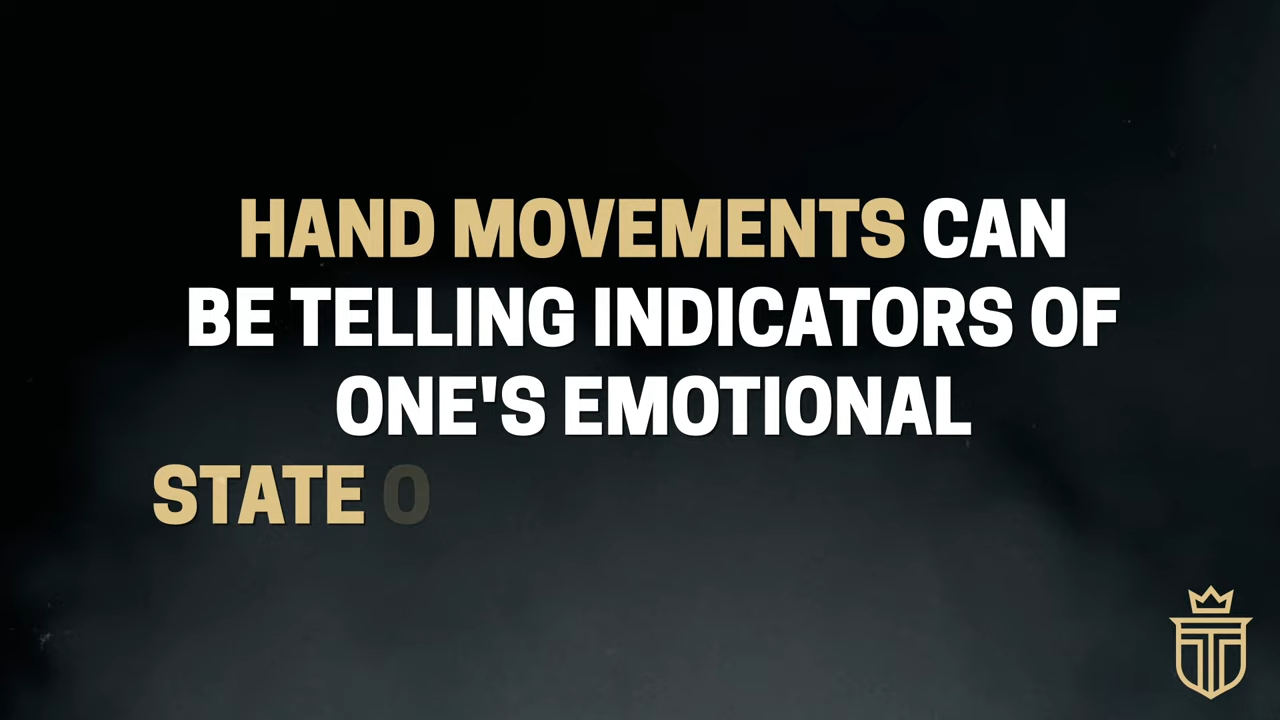 HAND MOVEMENTS CAN
BE TELLING INDICATORS OF
ONE'S EMOTIONAL
STATE O